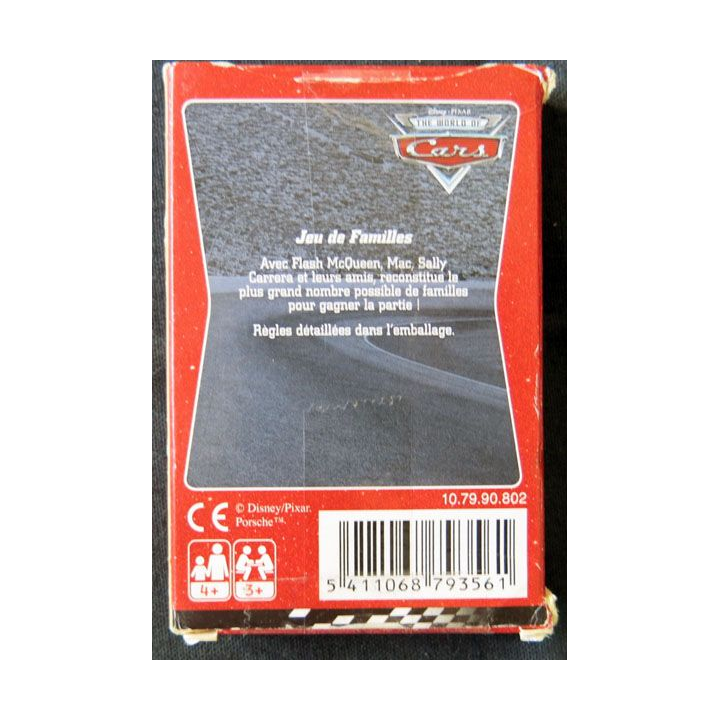 Disney · PIXAR
THE WORLD OF
Cars
Jeu de Familles
Avec Flash McQueen, Mac, Sally
Carrera et leurs amis, reconstitue le
plus grand nombre possible de familles
pour gagner la partie !
Règles détaillées dans l'emballage.
10.79.90.802
CE © Disney/Pixar.
Porsche™.
4+ 3+
5 411068 793561